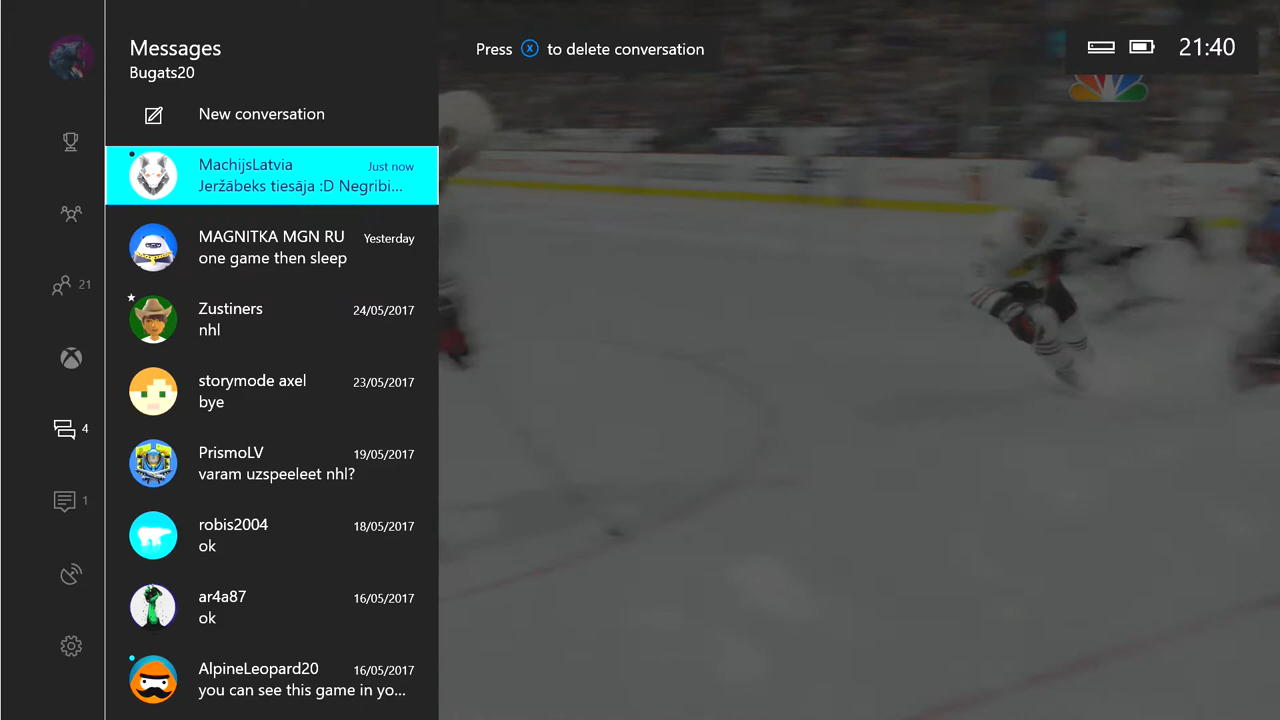 Messages
Bugats20
Press X to delete conversation
21:40
New conversation
MachijsLatvia Just now
Jeržābeks tiesāja :D Negribi...
MAGNITKA MGN RU Yesterday
one game then sleep
Zustiners 24/05/2017
nhl
21
storymode axel 23/05/2017
bye
4
PrismoLV 19/05/2017
varam uzspeeleet nhl?
1
robis2004 18/05/2017
ok
ar4a87 16/05/2017
ok
AlpineLeopard20 16/05/2017
you can see this game in yo...